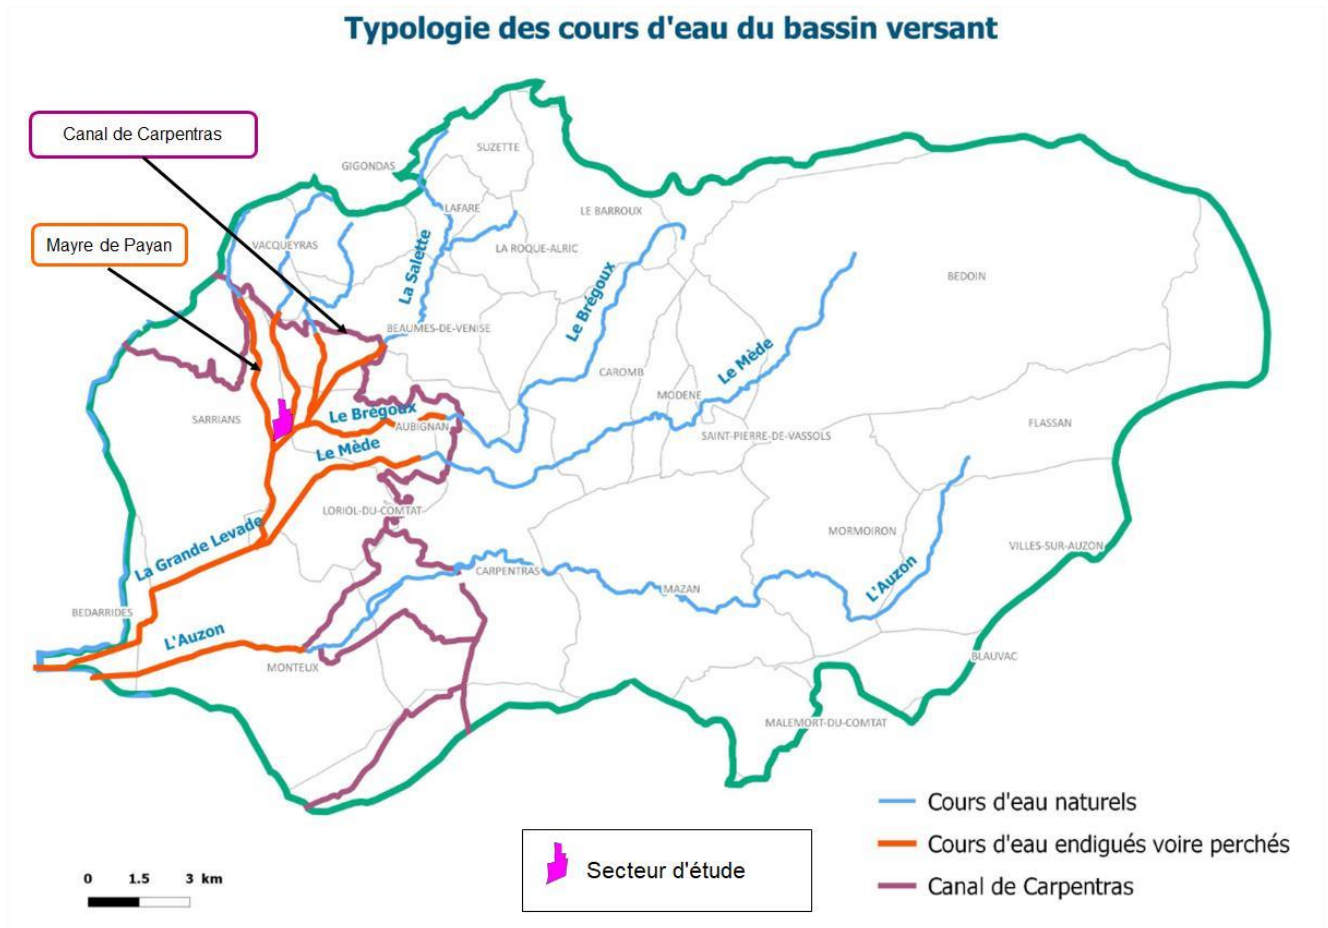 Typologie des cours d'eau du bassin versant
Canal de Carpentras
Mayre de Payan
SUZETTE
GIGONDAS
LAFARE
LE BARROUX
VACQUEYRAS
LA ROQUE-ALRIC
La Salette
BEDOIN
Le Brégoux
BEAUMES-DE-VENISE
Le Mède
CAROMB
MODENE
SARRIANS
Le Brégoux
AUBIGNAN
FLASSAN
SAINT-PIERRE-DE-VASSOLS
Le Mède
LORIOL-DU-COMTAT
MORMOIRON
VILLES-SUR-AUZON
La Grande Levade
CARPENTRAS
L'Auzon
MAZAN
BEDARRIDES
L'Auzon
MONTEUX
BLAUVAC
MALEMORT-DU-COMTAT
Cours d'eau naturels
Cours d'eau endigués voire perchés
Canal de Carpentras
Secteur d'étude
0 1.5 3 km